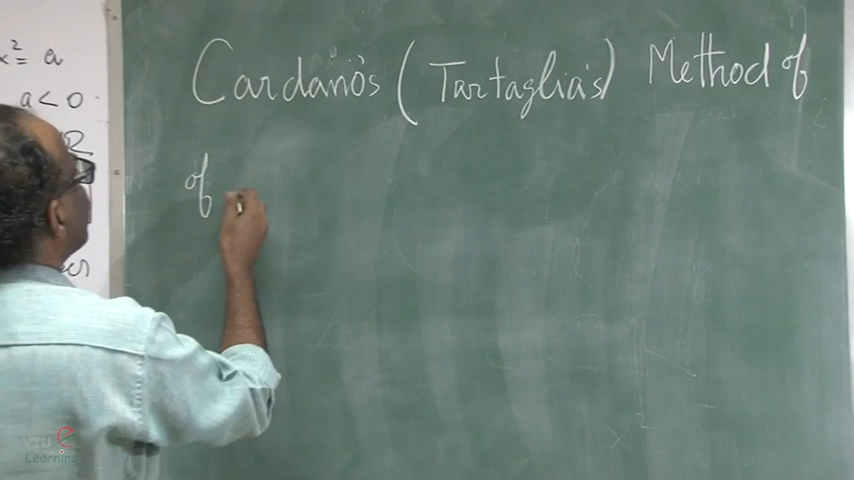 x² = a
a < 0
Cardano's (Tartaglia's) Method of
of
Learning